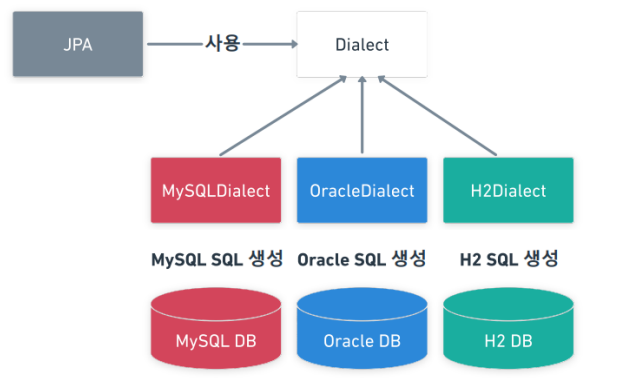 JPA
사용
Dialect
MySQLDialect
OracleDialect
H2Dialect
MySQL SQL 생성
Oracle SQL 생성
H2 SQL 생성
MySQL DB
Oracle DB
H2 DB